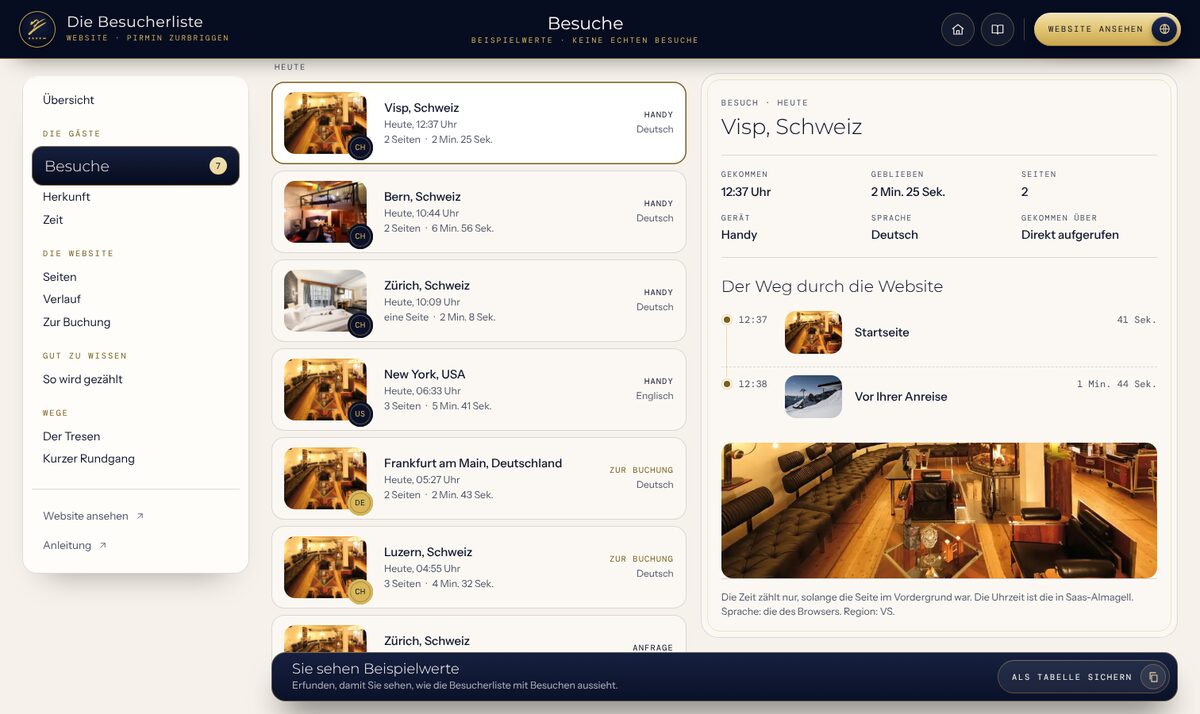 Die Besucherliste
WEBSITE · PIRMIN ZURBRIGGEN
Besuche
BEISPIELWERTE · KEINE ECHTEN BESUCHE
WEBSITE ANSEHEN
Übersicht
DIE GÄSTE
Besuche
7
Herkunft
Zeit
DIE WEBSITE
Seiten
Verlauf
Zur Buchung
GUT ZU WISSEN
So wird gezählt
WEGE
Der Tresen
Kurzer Rundgang
Website ansehen
Anleitung
HEUTE
Visp, Schweiz
Heute, 12:37 Uhr
2 Seiten · 2 Min. 25 Sek.
CH
HANDY
Deutsch
Bern, Schweiz
Heute, 10:44 Uhr
2 Seiten · 6 Min. 56 Sek.
CH
HANDY
Deutsch
Zürich, Schweiz
Heute, 10:09 Uhr
eine Seite · 2 Min. 8 Sek.
CH
HANDY
Deutsch
New York, USA
Heute, 06:33 Uhr
3 Seiten · 5 Min. 41 Sek.
US
HANDY
Englisch
Frankfurt am Main, Deutschland
Heute, 05:27 Uhr
2 Seiten · 2 Min. 43 Sek.
DE
ZUR BUCHUNG
Deutsch
Luzern, Schweiz
Heute, 04:55 Uhr
3 Seiten · 4 Min. 32 Sek.
CH
ZUR BUCHUNG
Deutsch
Zürich, Schweiz
ANFRAGE
BESUCH · HEUTE
Visp, Schweiz
GEKOMMEN
12:37 Uhr
GEBLIEBEN
2 Min. 25 Sek.
SEITEN
2
GERÄT
Handy
SPRACHE
Deutsch
GEKOMMEN ÜBER
Direkt aufgerufen
Der Weg durch die Website
12:37
Startseite
41 Sek.
12:38
Vor Ihrer Anreise
1 Min. 44 Sek.
Die Zeit zählt nur, solange die Seite im Vordergrund war. Die Uhrzeit ist die in Saas-Almagell.
Sprache: die des Browsers. Region: VS.
Sie sehen Beispielwerte
Erfunden, damit Sie sehen, wie die Besucherliste mit Besuchen aussieht.
ALS TABELLE SICHERN